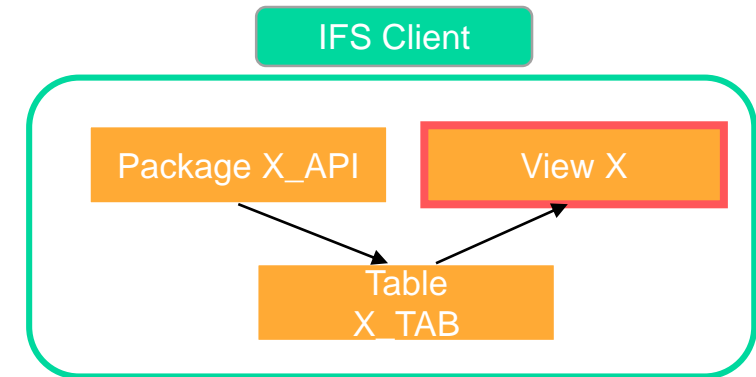 IFS Client
Package X_API
View X
Table
X_TAB